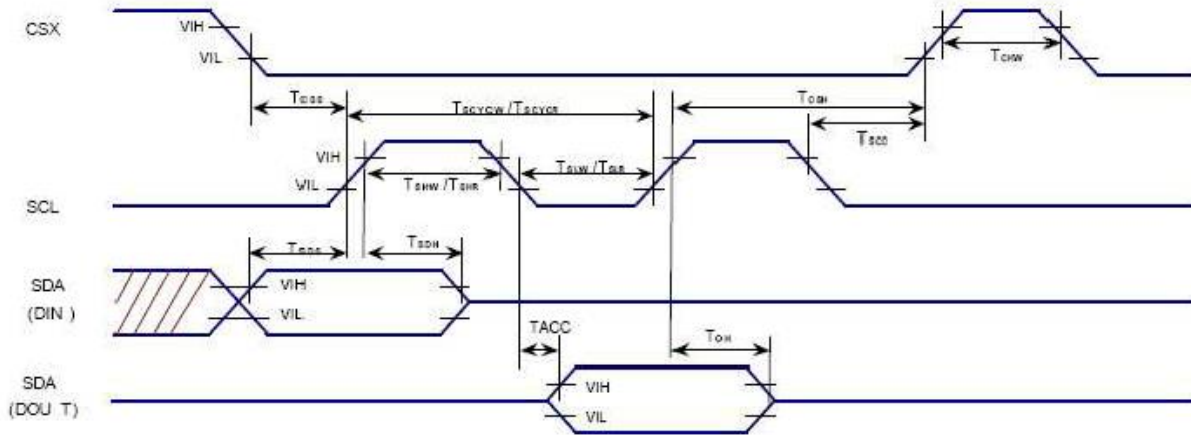 CSX
VIH
VIL
TCHW
TCSS
TSCYCW /TSCYCR
TCSH
TSCC
VIH
VIL
TSHW /TSHR
TSLW /TSLR
SCL
TSDS
TSDH
SDA
(DIN )
VIH
VIL
TACC
TOH
SDA
(DOU T)
VIH
VIL